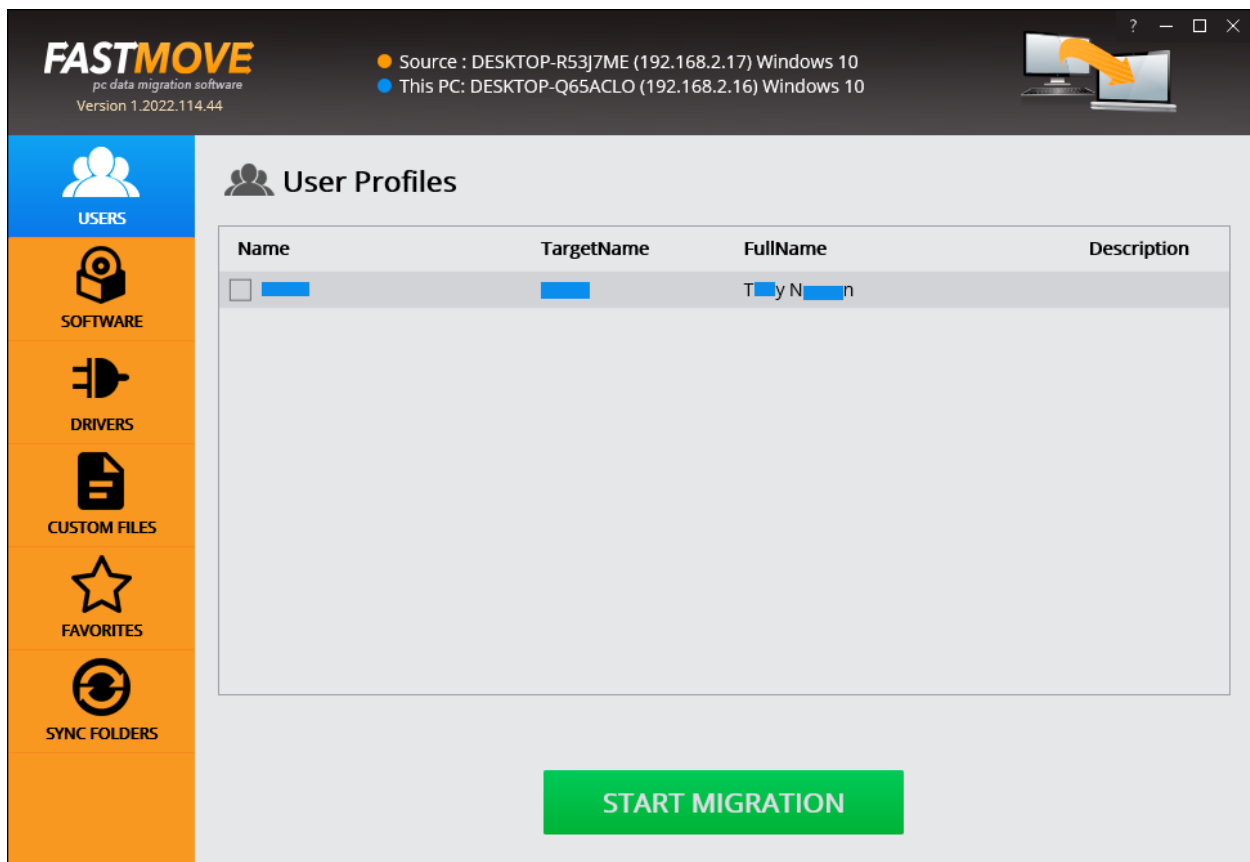 ? 
FASTMOVE
pc data migration software
Version 1.2022.114.44
Source : DESKTOP-R53J7ME (192.168.2.17) Windows 10
This PC: DESKTOP-Q65ACLO (192.168.2.16) Windows 10
USERS
SOFTWARE
DRIVERS
CUSTOM FILES
FAVORITES
SYNC FOLDERS
User Profiles
Name TargetName FullName Description
T y N n
START MIGRATION